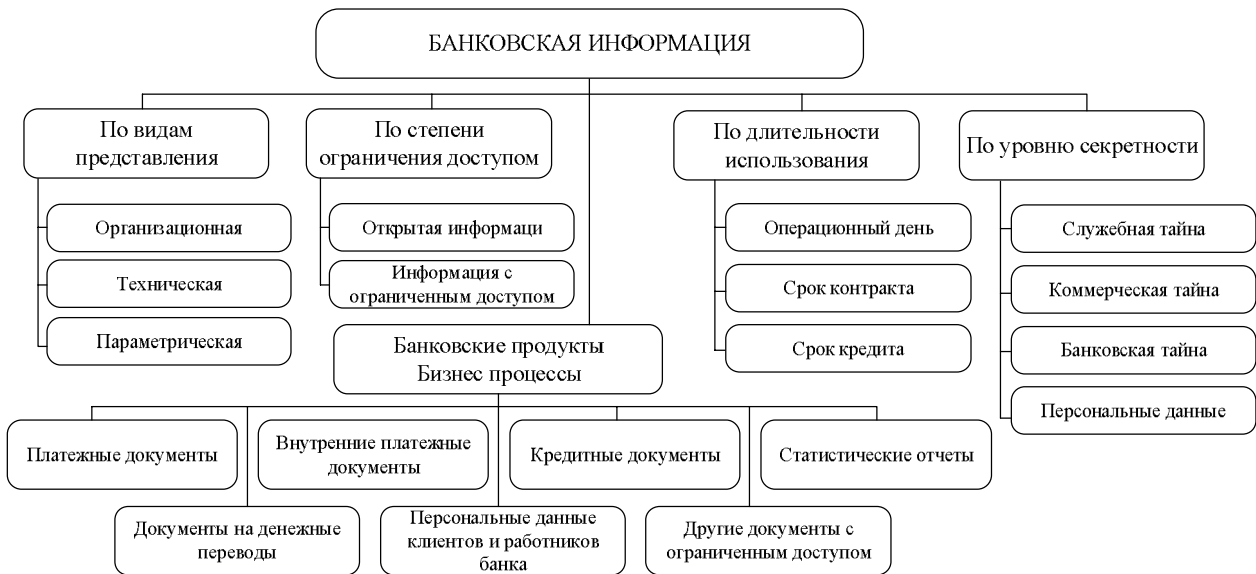 БАНКОВСКАЯ ИНФОРМАЦИЯ
По видам
представления
По степени
ограничения доступом
По длительности
использования
По уровню секретности
Организационная
Техническая
Параметрическая
Открытая информаци
Информация с
ограниченным доступом
Операционный день
Срок контракта
Срок кредита
Служебная тайна
Коммерческая тайна
Банковская тайна
Персональные данные
Банковские продукты
Бизнес процессы
Платежные документы
Внутренние платежные
документы
Кредитные документы
Статистические отчеты
Документы на денежные
переводы
Персональные данные
клиентов и работников
банка
Другие документы с
ограниченным доступом